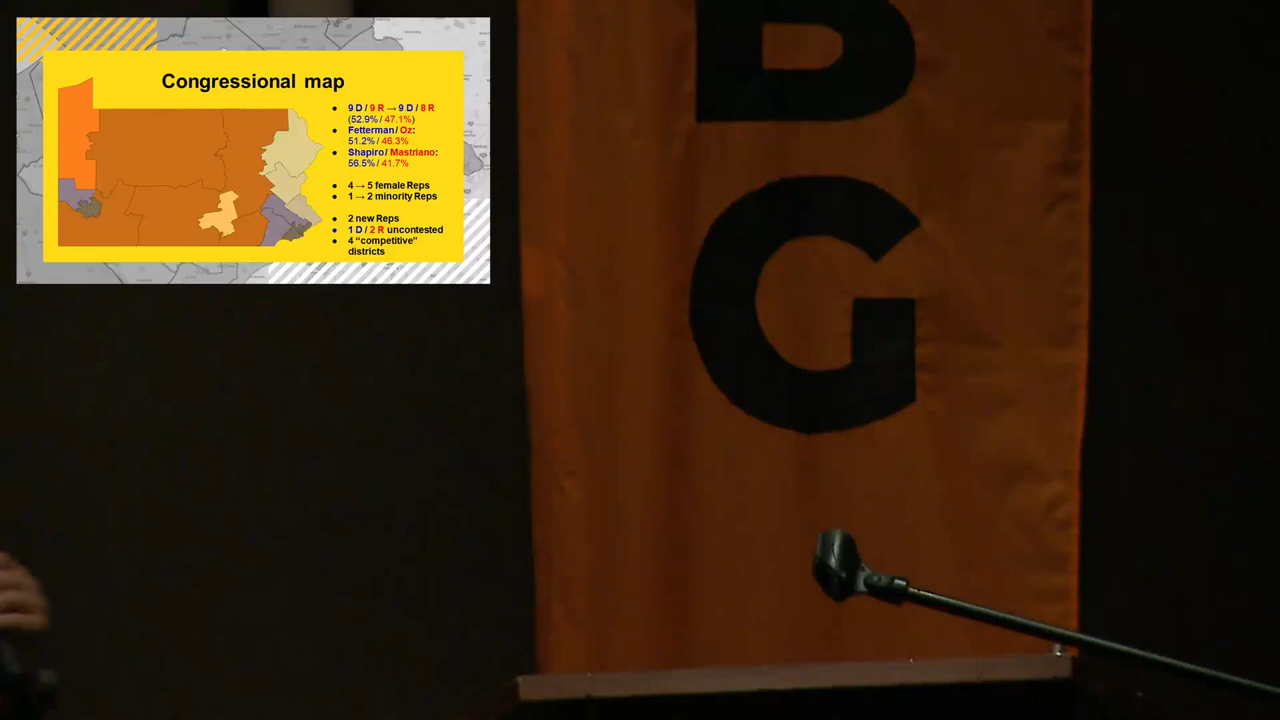 Congressional map
● 9 D / 9 R → 9 D / 8 R
(52.9% / 47.1%)
● Fetterman / Oz:
51.2% / 46.3%
● Shapiro / Mastriano:
56.5% / 41.7%
● 4 → 5 female Reps
● 1 → 2 minority Reps
● 2 new Reps
● 1 D / 2 R uncontested
● 4 “competitive”
districts
B
G